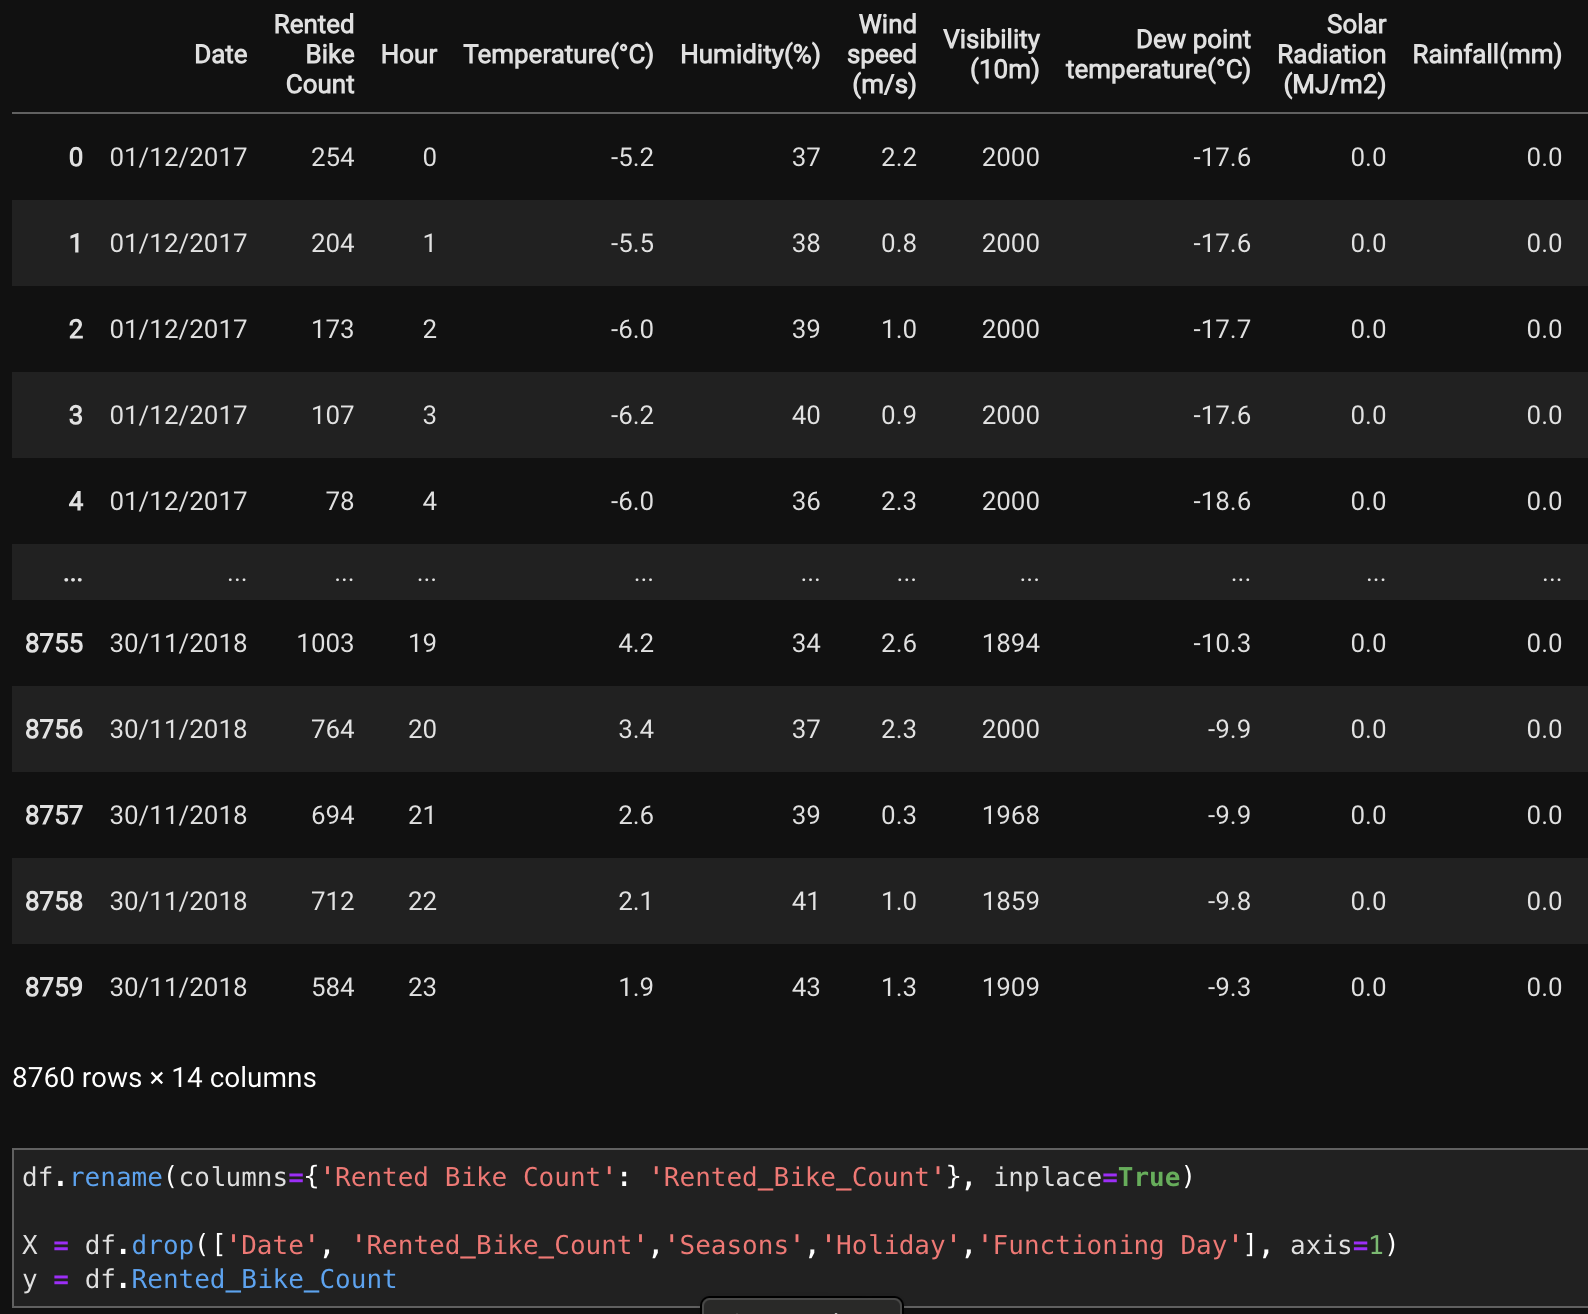 Date Rented Bike Count Hour Temperature(°C) Humidity(%) Wind speed (m/s) Visibility (10m) Dew point temperature(°C) Solar Radiation (MJ/m2) Rainfall(mm)
0 01/12/2017 254 0 -5.2 37 2.2 2000 -17.6 0.0 0.0
1 01/12/2017 204 1 -5.5 38 0.8 2000 -17.6 0.0 0.0
2 01/12/2017 173 2 -6.0 39 1.0 2000 -17.7 0.0 0.0
3 01/12/2017 107 3 -6.2 40 0.9 2000 -17.6 0.0 0.0
4 01/12/2017 78 4 -6.0 36 2.3 2000 -18.6 0.0 0.0
... ... ... ... ... ... ... ... ... ... ...
8755 30/11/2018 1003 19 4.2 34 2.6 1894 -10.3 0.0 0.0
8756 30/11/2018 764 20 3.4 37 2.3 2000 -9.9 0.0 0.0
8757 30/11/2018 694 21 2.6 39 0.3 1968 -9.9 0.0 0.0
8758 30/11/2018 712 22 2.1 41 1.0 1859 -9.8 0.0 0.0
8759 30/11/2018 584 23 1.9 43 1.3 1909 -9.3 0.0 0.0
8760 rows × 14 columns
df.rename(columns={'Rented Bike Count': 'Rented_Bike_Count'}, inplace=True)
X = df.drop(['Date', 'Rented_Bike_Count','Seasons','Holiday','Functioning Day'], axis=1)
y = df.Rented_Bike_Count